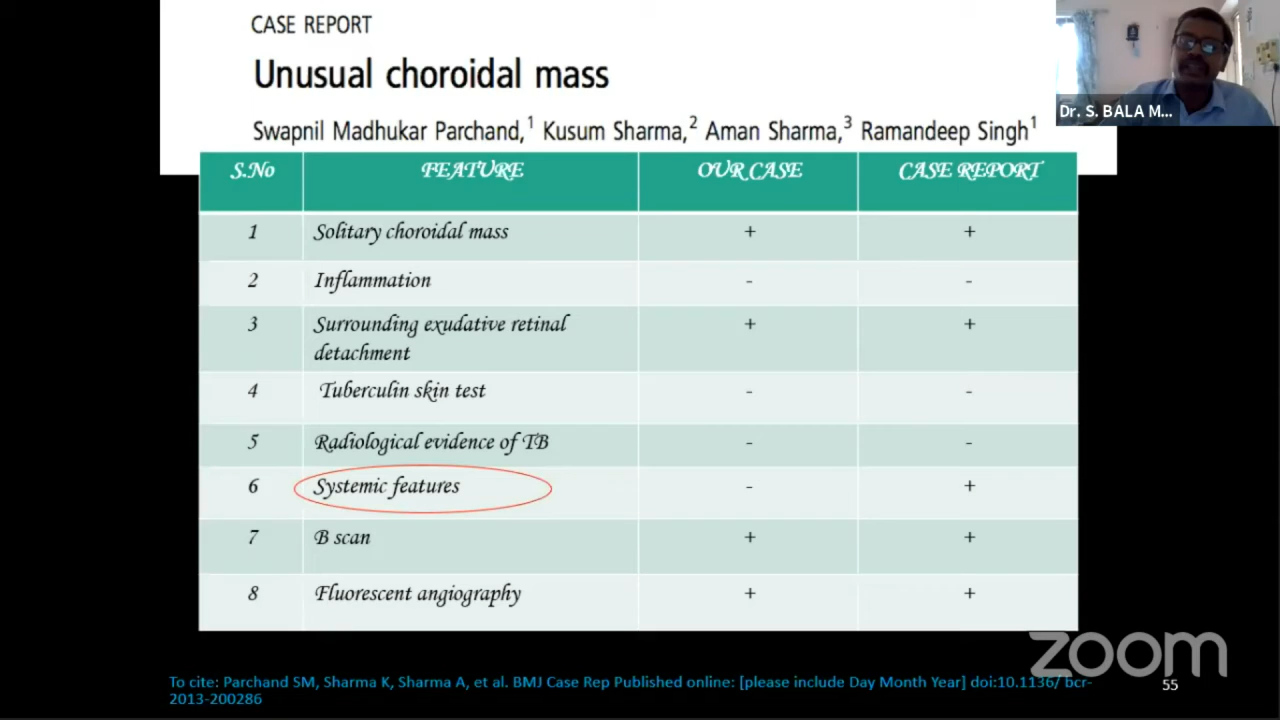 CASE REPORT
Unusual choroidal mass
Swapnil Madhukar Parchand,1 Kusum Sharma,2 Aman Sharma,3 Ramandeep Singh1
Dr. S. BALA M...
S.No FEATURE OUR CASE CASE REPORT
1 Solitary choroidal mass + +
2 Inflammation - -
3 Surrounding exudative retinal + +
detachment
4 Tuberculin skin test - -
5 Radiological evidence of TB - -
6 Systemic features - +
7 B scan + +
8 Fluorescent angiography + +
zoom
To cite: Parchand SM, Sharma K, Sharma A, et al. BMJ Case Rep Published online: [please include Day Month Year] doi:10.1136/ bcr-
2013-200286
55